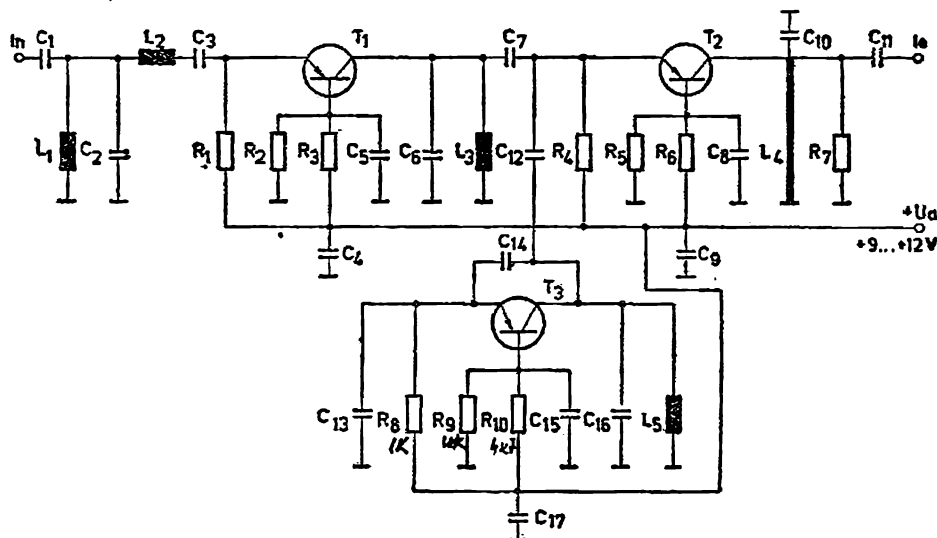 In C1 L2 C3 T1 C7 T2 C10 C11 Ie
L1 C2 R1 R2 R3 C5 C6 L3 C12 R4 R5 R6 C8 L4 R7
+Ua
C4 C14 C9 +9...+12V
T3
C13 R8 R9 R10 C15 C16 L5
1K 4k7
C17